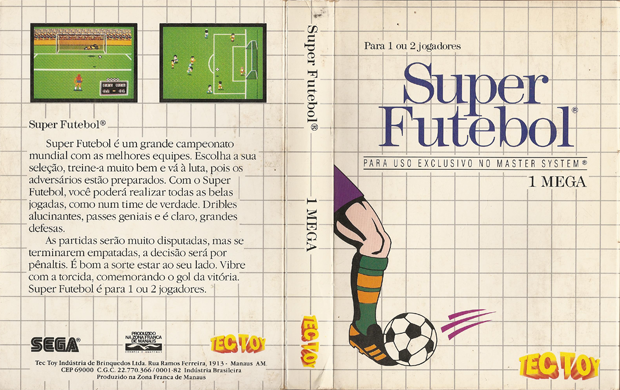 Super Futebol®
Super Futebol é um grande campeonato
mundial com as melhores equipes. Escolha a sua
seleção, treine-a muito bem e vá à luta, pois os
adversários estão preparados. Com o Super
Futebol, você poderá realizar todas as belas
jogadas, como num time de verdade. Dribles
alucinantes, passes geniais e é claro, grandes
defesas.
As partidas serão muito disputadas, mas se
terminarem empatadas, a decisão será por
pênaltis. É bom a sorte estar ao seu lado. Vibre
com a torcida, comemorando o gol da vitória.
Super Futebol é para 1 ou 2 jogadores.
SEGA®
PRODUZIDO
NA ZONA FRANCA
DE MANAUS
TEC TOY
Tec Toy Indústria de Brinquedos Ltda. Rua Ramos Ferreira, 1913 - Manaus AM.
CEP 69000 C.G.C. 22.770.366/0001-82 Indústria Brasileira
Produzido na Zona Franca de Manaus
Super Futebol®
1 MEGA
TEC TOY
Para 1 ou 2 jogadores
Super
Futebol®
PARA USO EXCLUSIVO NO MASTER SYSTEM®
1 MEGA
TEC TOY